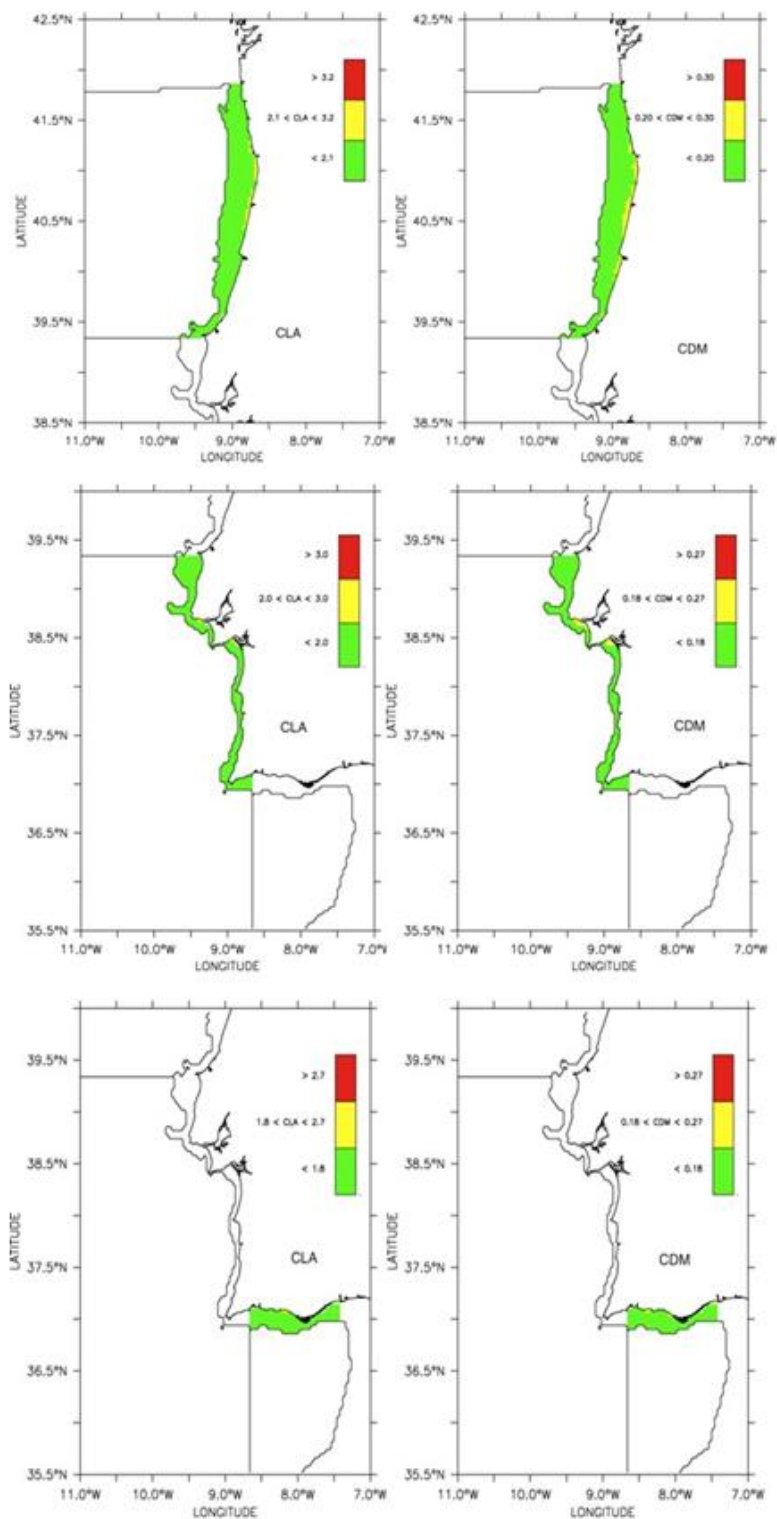 42.5°N
41.5°N
40.5°N
39.5°N
38.5°N
LATITUDE
> 3.2
2.1 < CLA < 3.2
< 2.1
CLA
11.0°W 10.0°W 9.0°W 8.0°W 7.0°W
LONGITUDE
42.5°N
41.5°N
40.5°N
39.5°N
38.5°N
LATITUDE
> 0.30
0.20 < CDM < 0.30
< 0.20
CDM
11.0°W 10.0°W 9.0°W 8.0°W 7.0°W
LONGITUDE
39.5°N
38.5°N
37.5°N
36.5°N
35.5°N
LATITUDE
> 3.0
2.0 < CLA < 3.0
< 2.0
CLA
11.0°W 10.0°W 9.0°W 8.0°W 7.0°W
LONGITUDE
39.5°N
38.5°N
37.5°N
36.5°N
35.5°N
LATITUDE
> 0.27
0.18 < CDM < 0.27
< 0.18
CDM
11.0°W 10.0°W 9.0°W 8.0°W 7.0°W
LONGITUDE
39.5°N
38.5°N
37.5°N
36.5°N
35.5°N
LATITUDE
> 2.7
1.8 < CLA < 2.7
< 1.8
CLA
11.0°W 10.0°W 9.0°W 8.0°W 7.0°W
LONGITUDE
39.5°N
38.5°N
37.5°N
36.5°N
35.5°N
LATITUDE
> 0.27
0.18 < CDM < 0.27
< 0.18
CDM
11.0°W 10.0°W 9.0°W 8.0°W 7.0°W
LONGITUDE